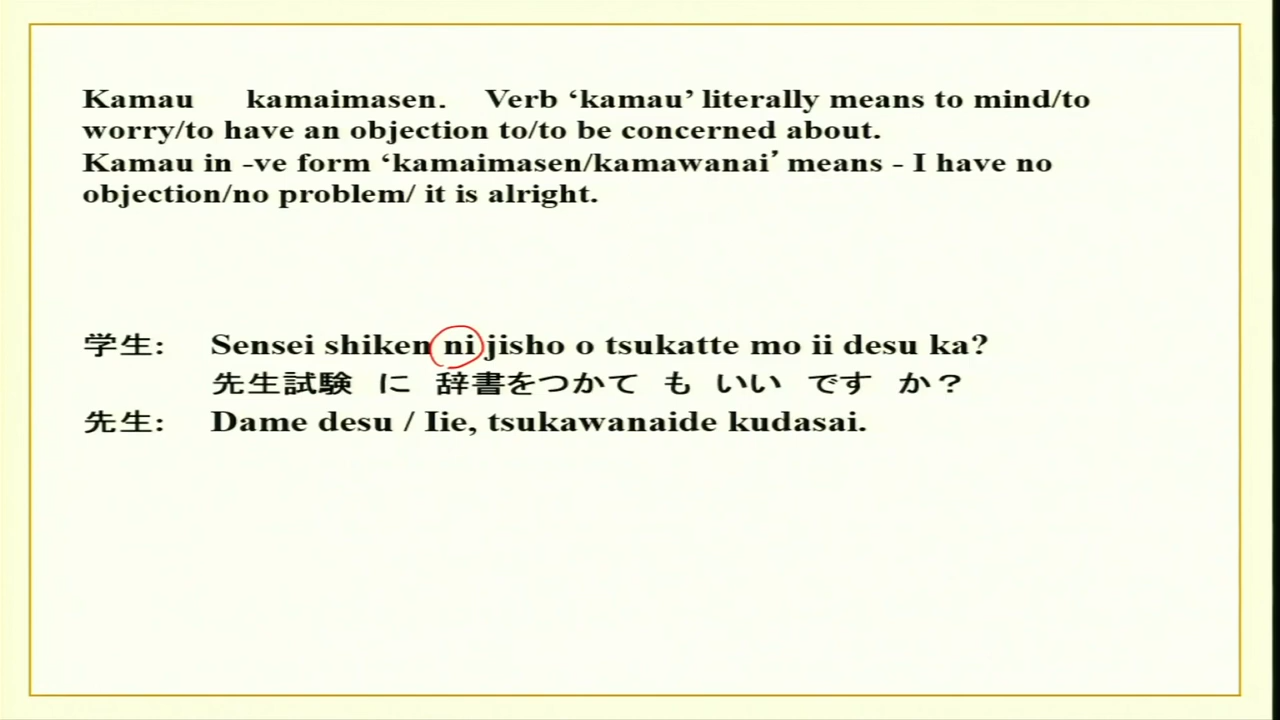 Kamau kamaimasen. Verb ‘kamau’ literally means to mind/to
worry/to have an objection to/to be concerned about.
Kamau in -ve form ‘kamaimasen/kamawanai’ means - I have no
objection/no problem/ it is alright.
学生: Sensei shiken ni jisho o tsukatte mo ii desu ka?
先生試験 に 辞書をつかて も いい です か？
先生: Dame desu / Iie, tsukawanaide kudasai.